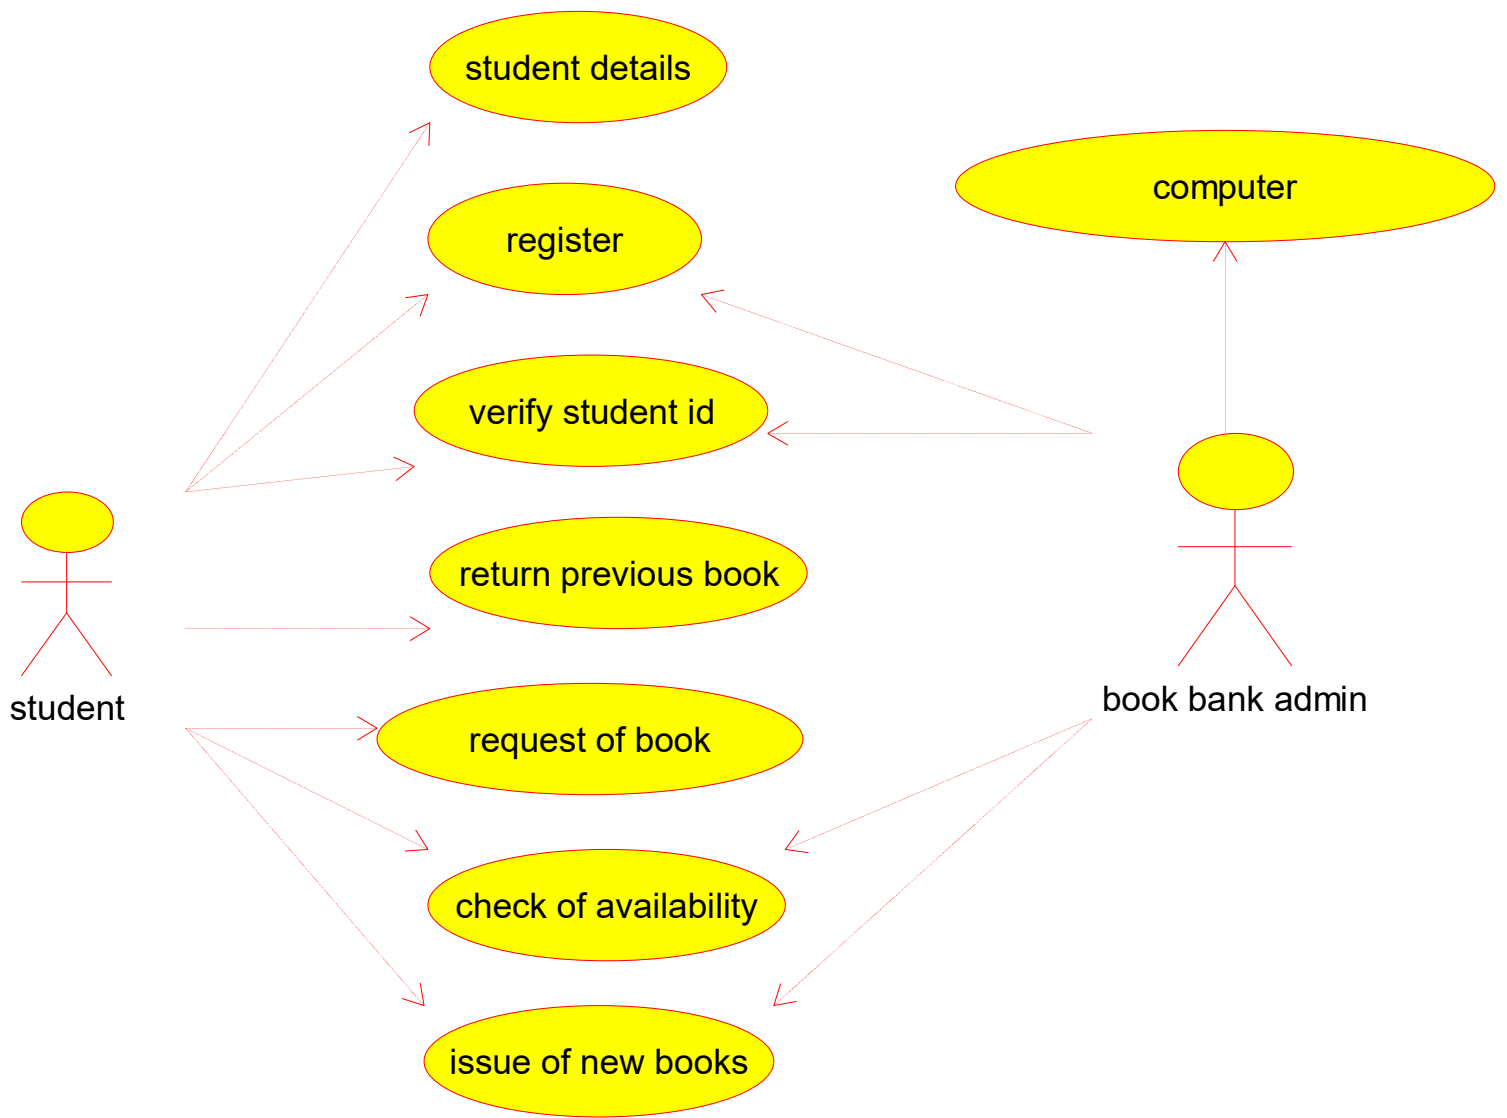 student details
computer
register
verify student id
return previous book
student
book bank admin
request of book
check of availability
issue of new books